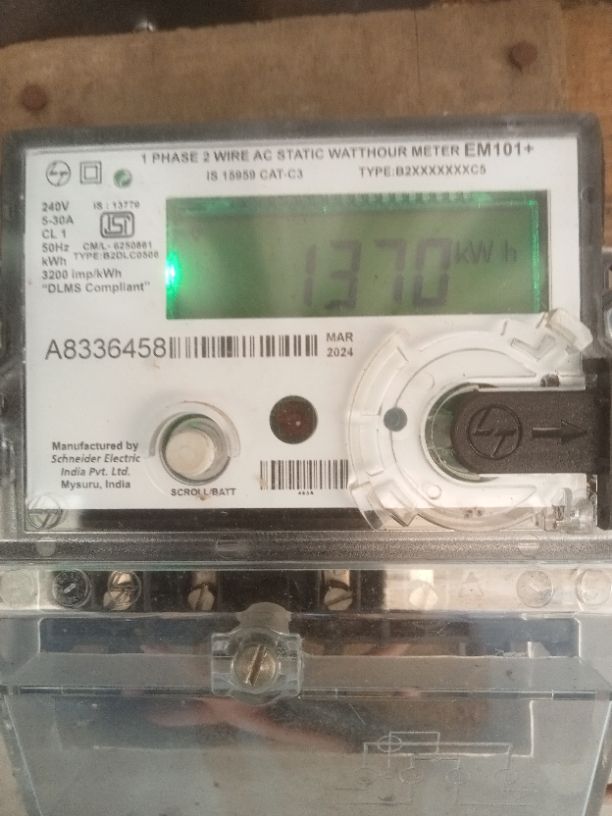 1 PHASE 2 WIRE AC STATIC WATTHOUR METER EM101+
IS 15959 CAT-C3 TYPE:B2XXXXXXXC5
240V IS : 13779
5-30A
CL 1 ISI
50Hz CM/L- 6250861
kWh TYPE:B2DLC0500
3200 imp/kWh
"DLMS Compliant"
1370 kWh
A8336458 MAR
2024
Manufactured by
Schneider Electric
India Pvt. Ltd.
Mysuru, India
SCROLL/BATT